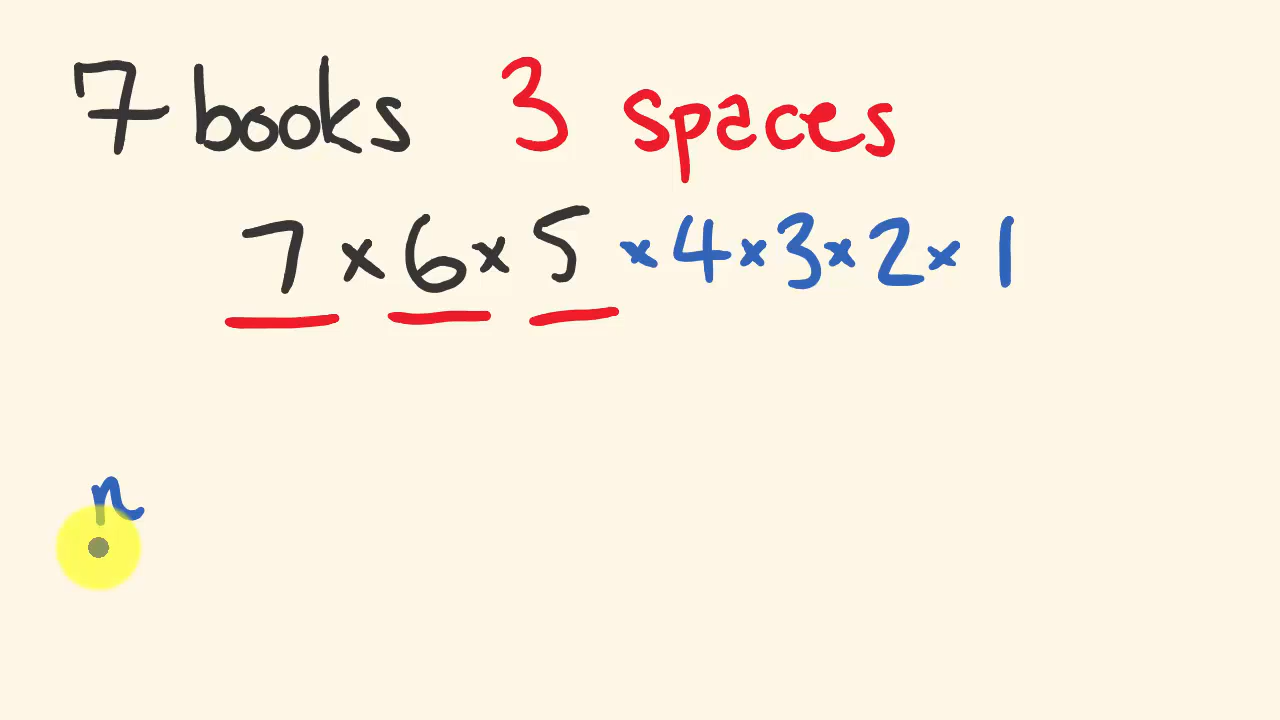 7 books 3 spaces
7 × 6 × 5 × 4 × 3 × 2 × 1
n